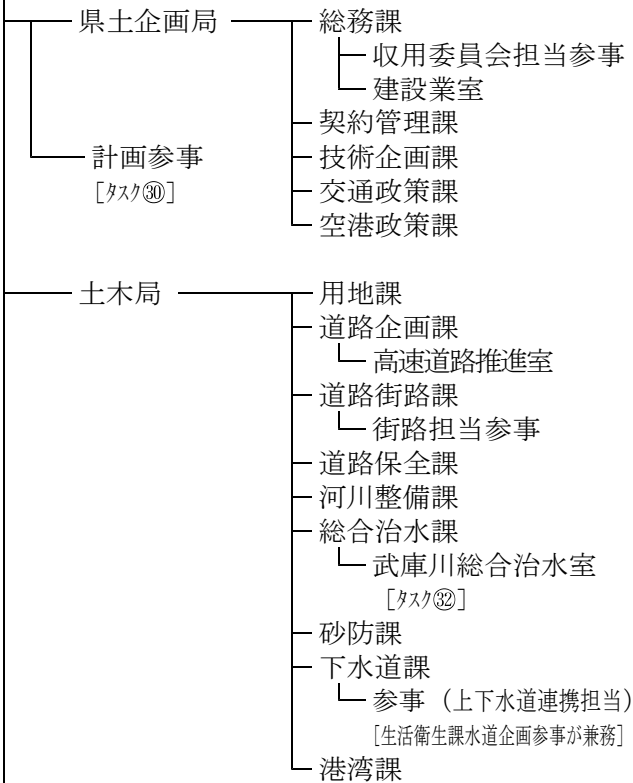 県土企画局 総務課
収用委員会担当参事
建設業室
契約管理課
計画参事 技術企画課
[タスク㉚] 交通政策課
空港政策課
土木局 用地課
道路企画課
高速道路推進室
道路街路課
街路担当参事
道路保全課
河川整備課
総合治水課
武庫川総合治水室
[タスク㉜]
砂防課
下水道課
参事（上下水道連携担当）
[生活衛生課水道企画参事が兼務]
港湾課